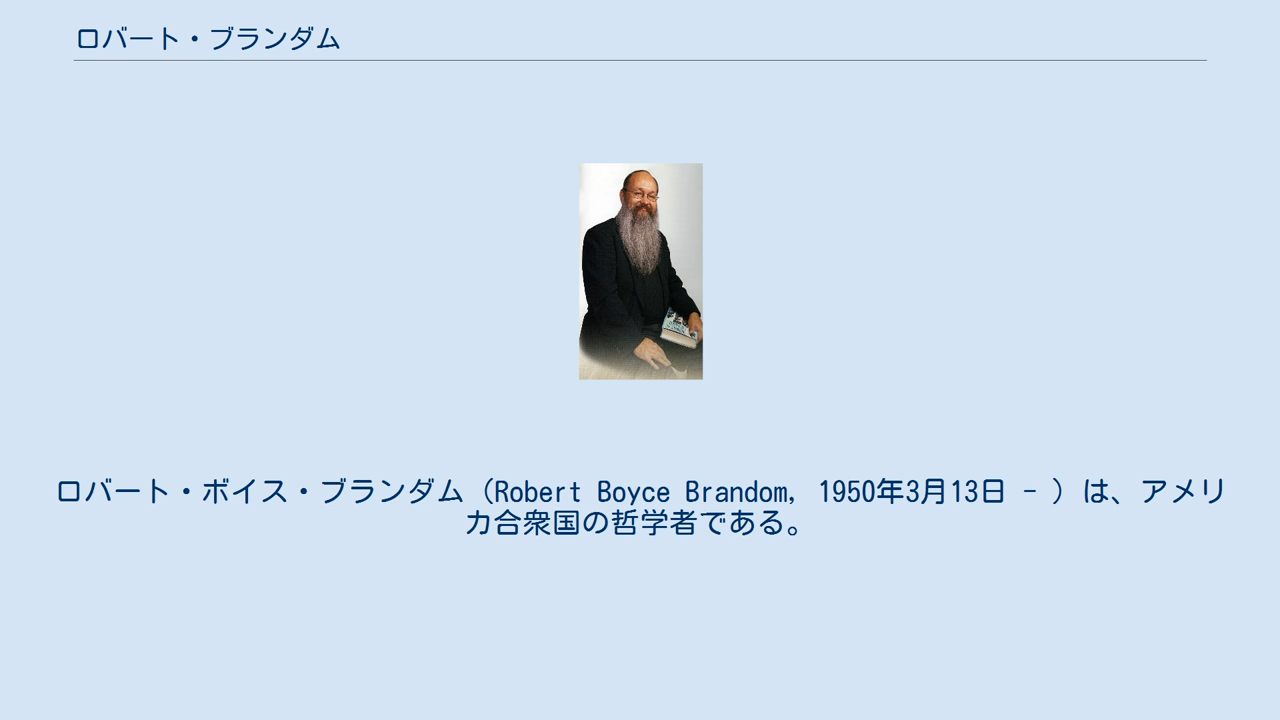 ロバート・ブランダム
ロバート・ボイス・ブランダム（Robert Boyce Brandom, 1950年3月13日 - ）は、アメリ
カ合衆国の哲学者である。